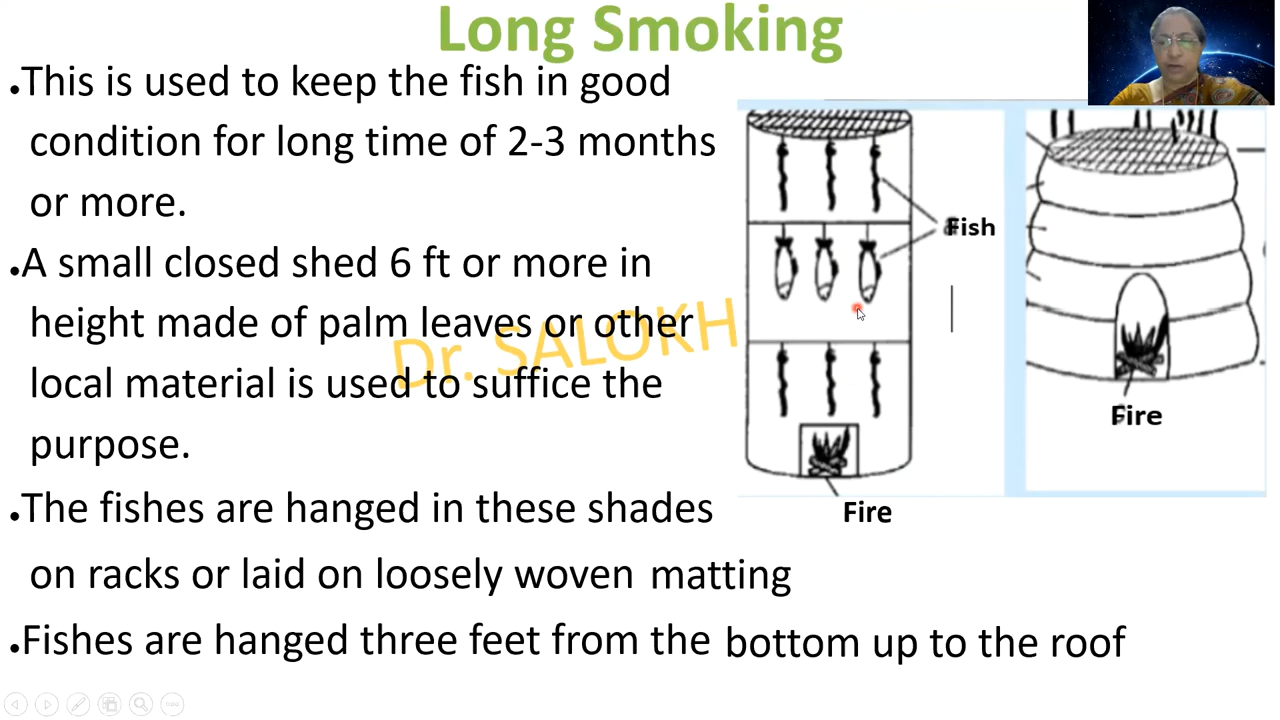 Long Smoking
•This is used to keep the fish in good
condition for long time of 2-3 months
or more.
•A small closed shed 6 ft or more in
height made of palm leaves or other
local material is used to suffice the
purpose.
•The fishes are hanged in these shades
on racks or laid on loosely woven matting
•Fishes are hanged three feet from the bottom up to the roof
Dr. SALOKH
Fish
Fire
Fire